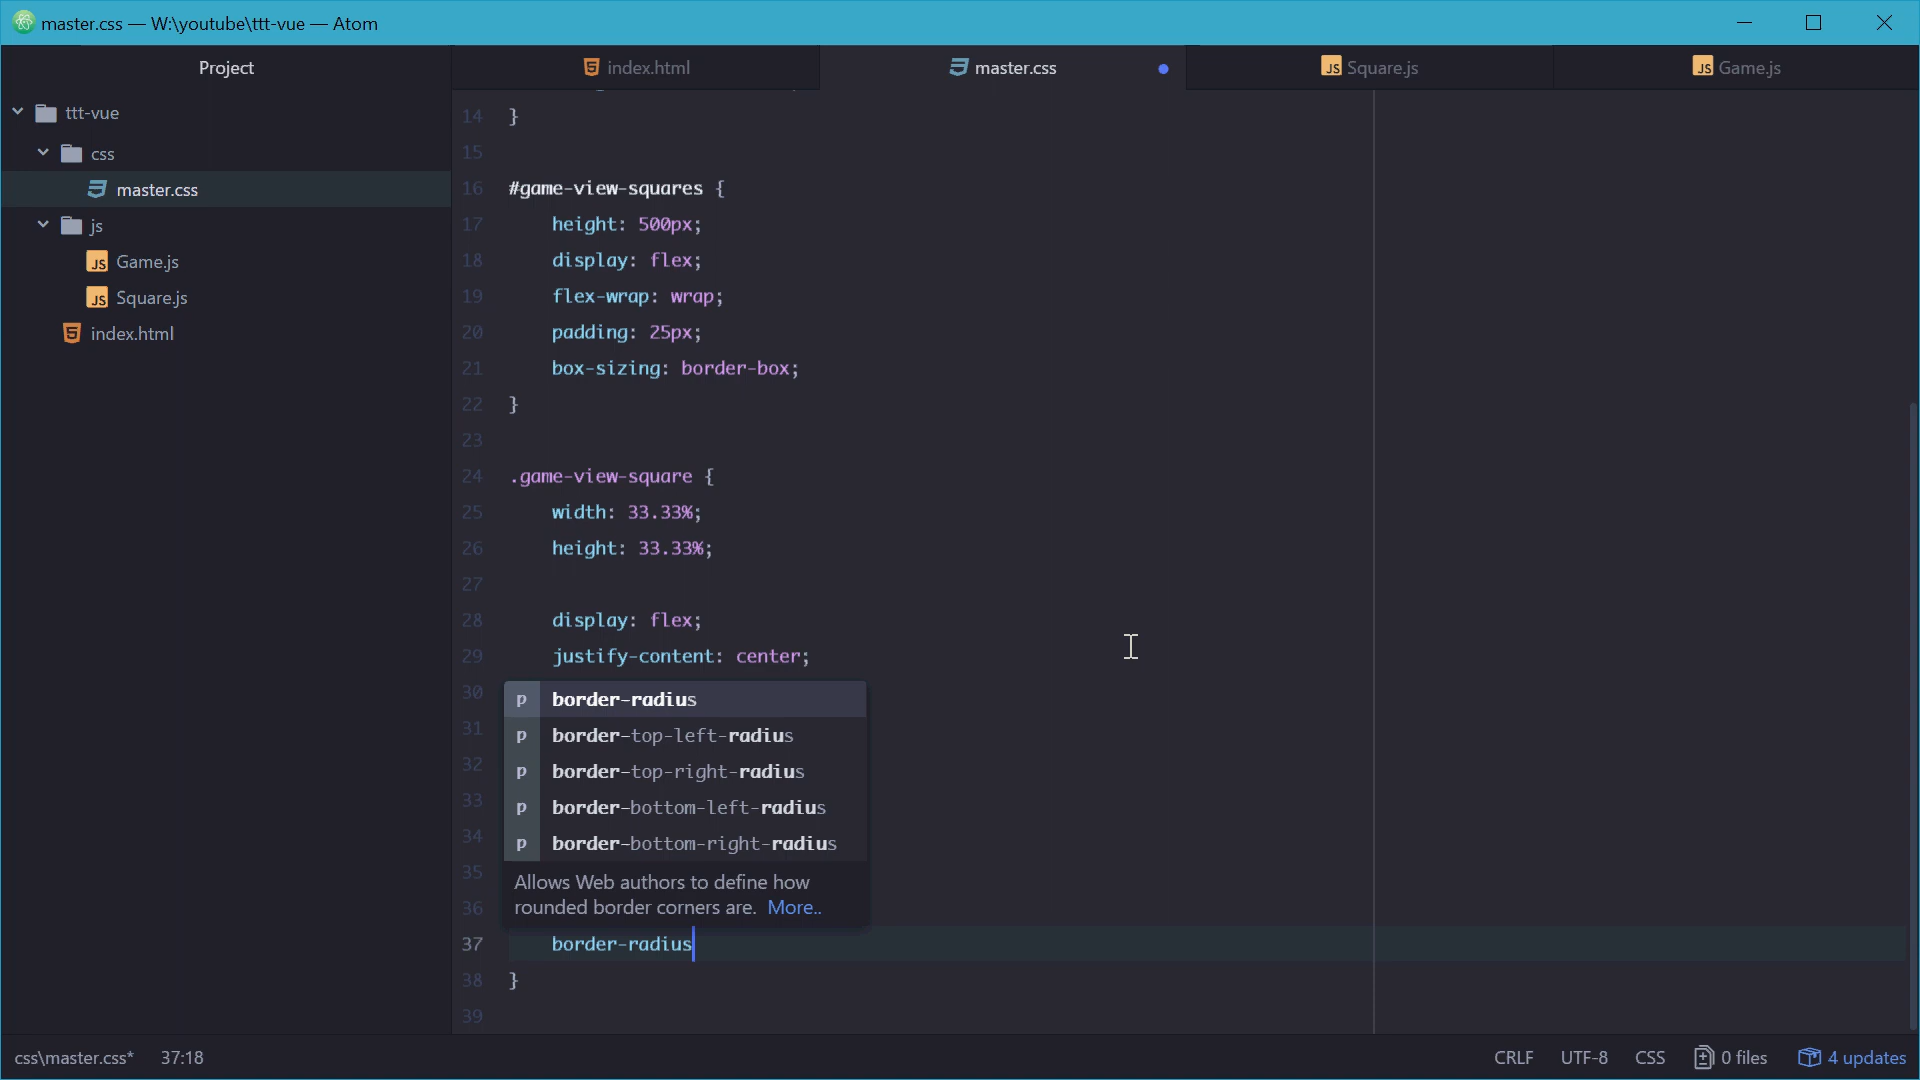 master.css — W:\youtube\ttt-vue — Atom
Project
index.html
master.css
JS Square.js
JS Game.js
ttt-vue
css
master.css
js
JS Game.js
JS Square.js
index.html
14 }
15
16 #game-view-squares {
17 height: 500px;
18 display: flex;
19 flex-wrap: wrap;
20 padding: 25px;
21 box-sizing: border-box;
22 }
23
24 .game-view-square {
25 width: 33.33%;
26 height: 33.33%;
27
28 display: flex;
29 justify-content: center;
30
31
32
33
34
35
36
p border-radius
p border-top-left-radius
p border-top-right-radius
p border-bottom-left-radius
p border-bottom-right-radius
Allows Web authors to define how
rounded border corners are. More..
37 border-radius
38 }
39
css\master.css* 37:18
CRLF UTF-8 CSS 0 files 4 updates